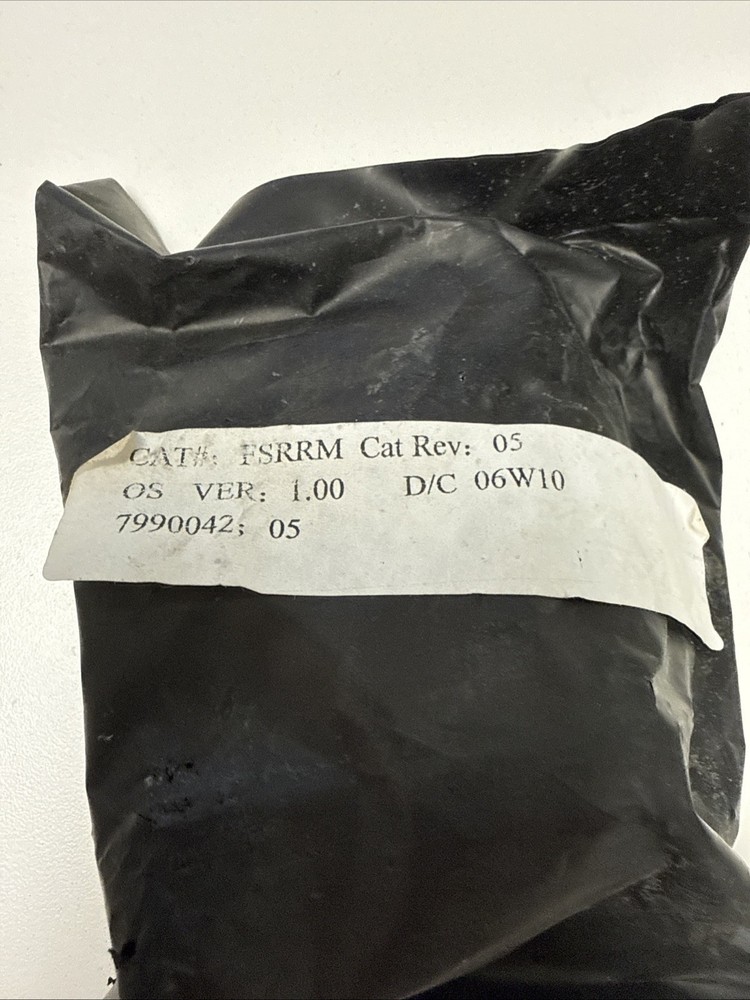 CAT#: FSRRM Cat Rev: 05
OS VER: 1.00 D/C 06W10
7990042; 05